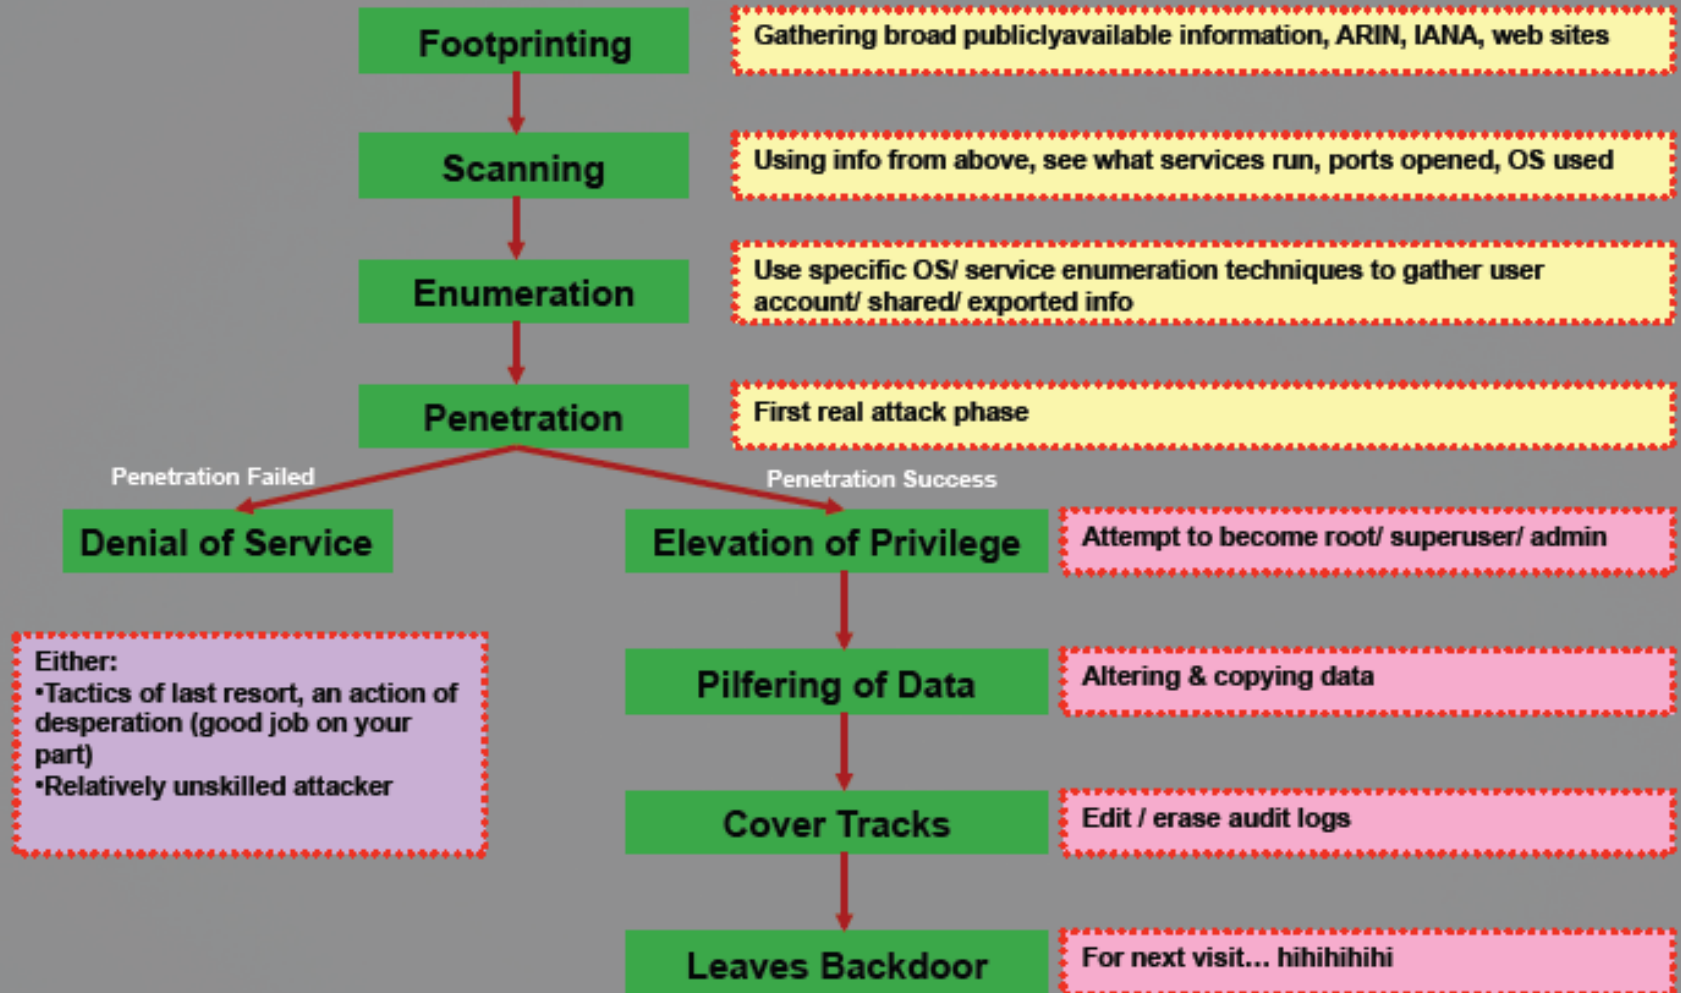 Footprinting
Gathering broad publiclyavailable information, ARIN, IANA, web sites
Scanning
Using info from above, see what services run, ports opened, OS used
Enumeration
Use specific OS/ service enumeration techniques to gather user
account/ shared/ exported info
Penetration
First real attack phase
Penetration Failed
Penetration Success
Denial of Service
Elevation of Privilege
Attempt to become root/ superuser/ admin
Either:
•Tactics of last resort, an action of
desperation (good job on your
part)
•Relatively unskilled attacker
Pilfering of Data
Altering & copying data
Cover Tracks
Edit / erase audit logs
Leaves Backdoor
For next visit... hihihihihi